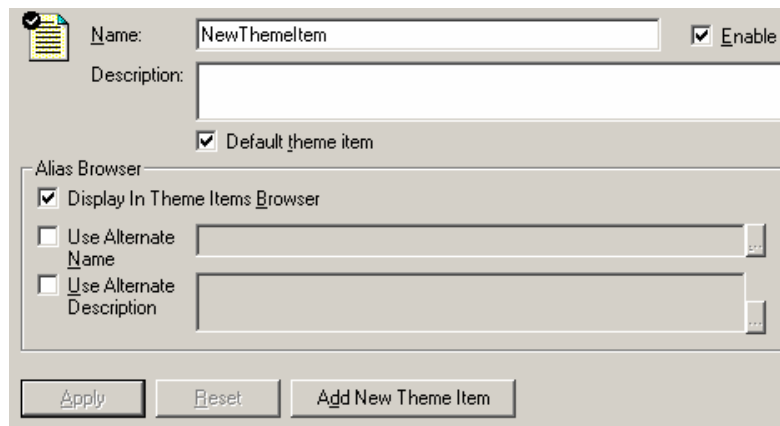 Name: NewThemeItem Enable
Description:
Default theme item
Alias Browser
Display In Theme Items Browser
Use Alternate
Name
...
Use Alternate
Description
...
Apply Reset Add New Theme Item